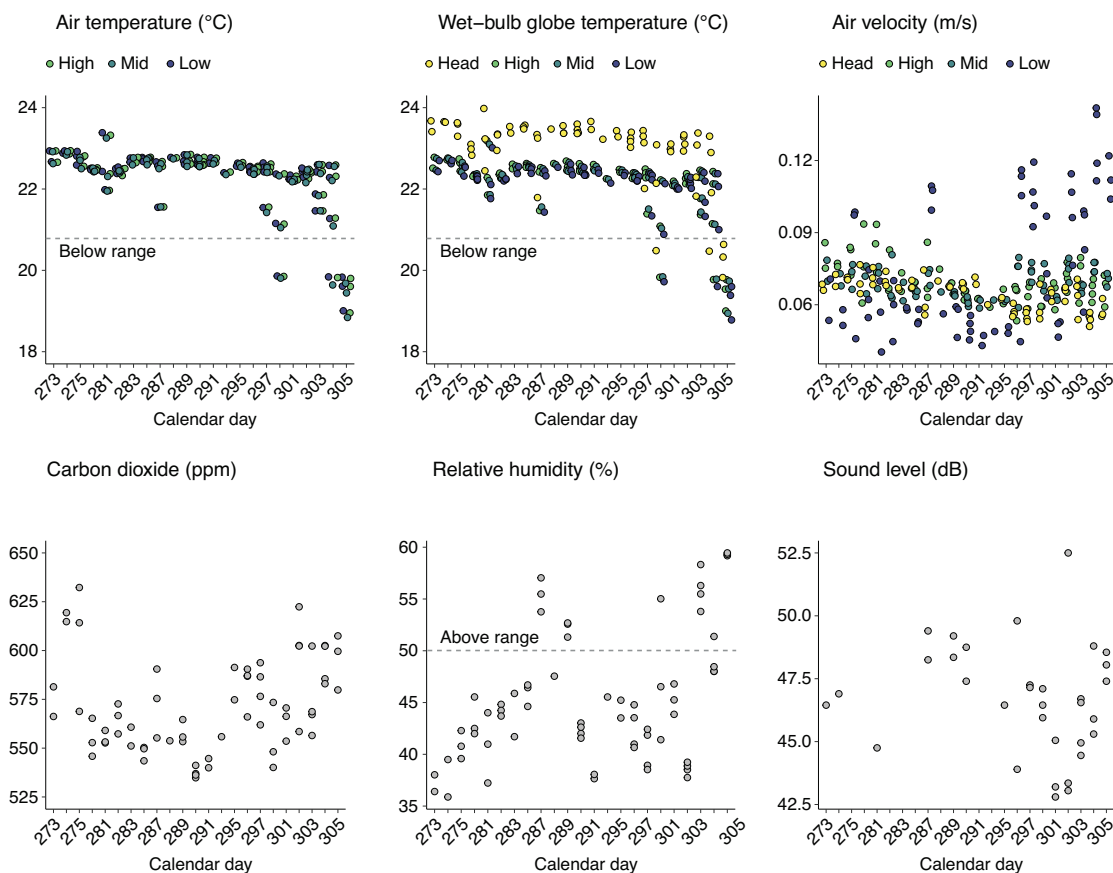 Air temperature (°C)
High Mid Low
24
22
20
18
Below range
273 275 281 283 287 289 291 295 297 301 303 305
Calendar day
Wet−bulb globe temperature (°C)
Head High Mid Low
24
22
20
18
Below range
273 275 281 283 287 289 291 295 297 301 303 305
Calendar day
Air velocity (m/s)
Head High Mid Low
0.12
0.09
0.06
273 275 281 283 287 289 291 295 297 301 303 305
Calendar day
Carbon dioxide (ppm)
650
625
600
575
550
525
273 279 281 283 287 289 291 295 297 301 303 305
Calendar day
Relative humidity (%)
60
55
50
45
40
35
Above range
273 275 279 281 283 287 289 291 295 297 301 303 305
Calendar day
Sound level (dB)
52.5
50.0
47.5
45.0
42.5
273 275 281 283 287 289 291 295 297 301 303 305
Calendar day